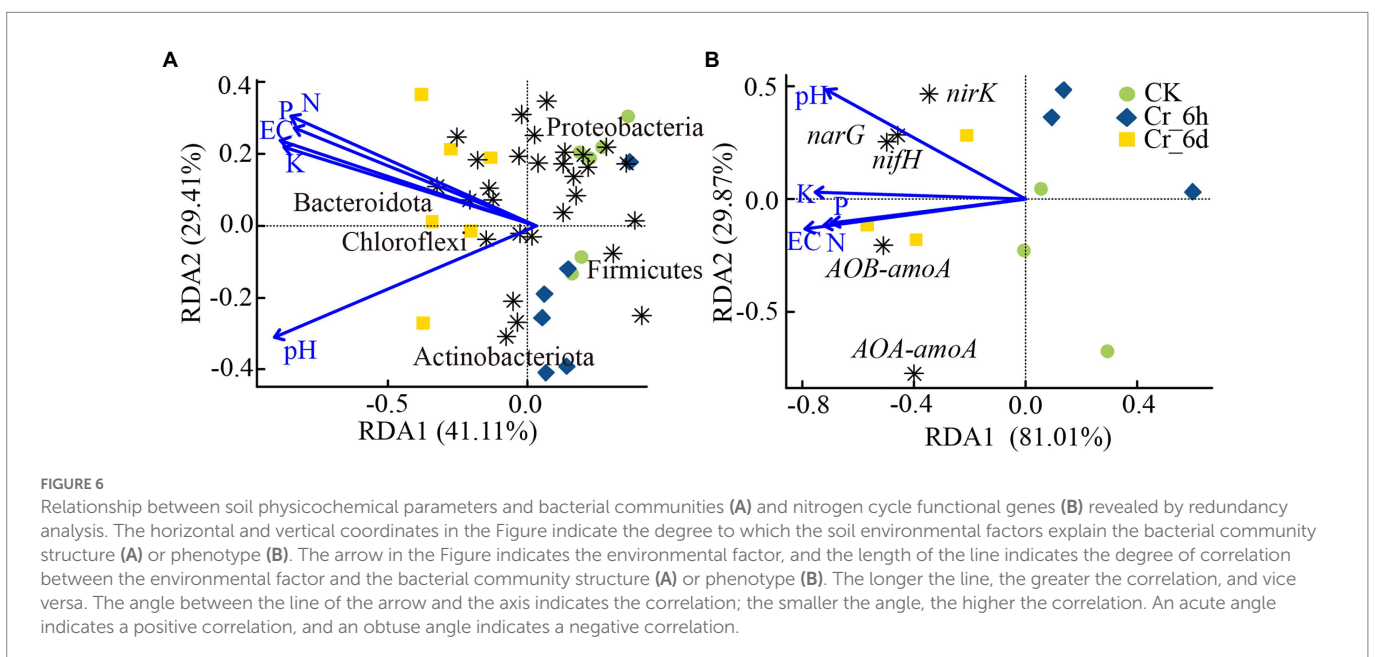 A
0.4
0.2
0.0
-0.2
-0.4
RDA2 (29.41%)
P N
EC
K
pH
Proteobacteria
Bacteroidota
Chloroflexi
Firmicutes
Actinobacteriota
-0.5
0.0
RDA1 (41.11%)
B
0.5
0.0
-0.5
RDA2 (29.87%)
pH
nirK
narG
nifH
K
P
EC N
AOB-amoA
AOA-amoA
CK
Cr_6h
Cr_6d
-0.8
-0.4
0.0
0.4
RDA1 (81.01%)
FIGURE 6
Relationship between soil physicochemical parameters and bacterial communities (A) and nitrogen cycle functional genes (B) revealed by redundancy
analysis. The horizontal and vertical coordinates in the Figure indicate the degree to which the soil environmental factors explain the bacterial community
structure (A) or phenotype (B). The arrow in the Figure indicates the environmental factor, and the length of the line indicates the degree of correlation
between the environmental factor and the bacterial community structure (A) or phenotype (B). The longer the line, the greater the correlation, and vice
versa. The angle between the line of the arrow and the axis indicates the correlation; the smaller the angle, the higher the correlation. An acute angle
indicates a positive correlation, and an obtuse angle indicates a negative correlation.